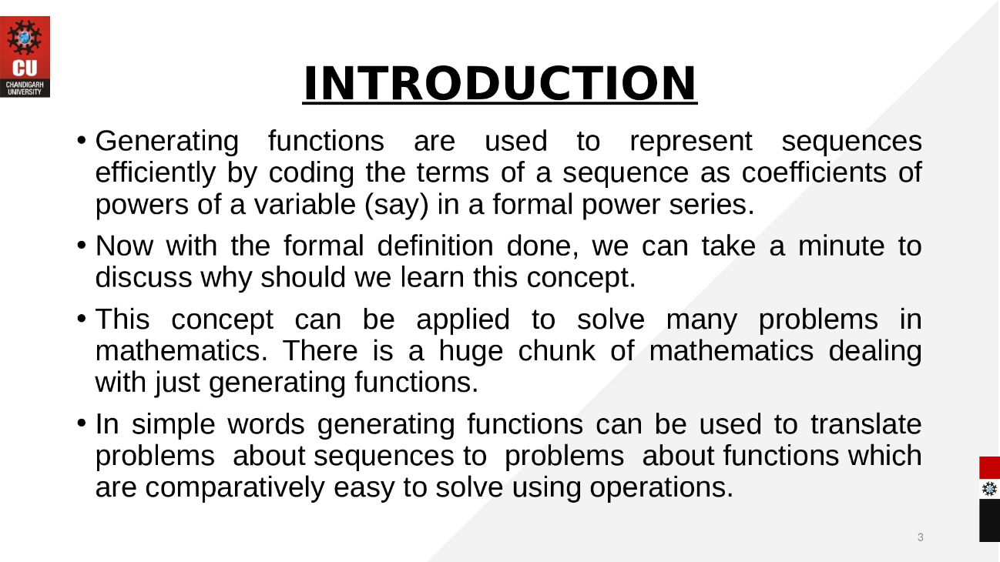 CU
CHANDIGARH
UNIVERSITY
INTRODUCTION
• Generating functions are used to represent sequences
efficiently by coding the terms of a sequence as coefficients of
powers of a variable (say) in a formal power series.
• Now with the formal definition done, we can take a minute to
discuss why should we learn this concept.
• This concept can be applied to solve many problems in
mathematics. There is a huge chunk of mathematics dealing
with just generating functions.
• In simple words generating functions can be used to translate
problems about sequences to problems about functions which
are comparatively easy to solve using operations.
3